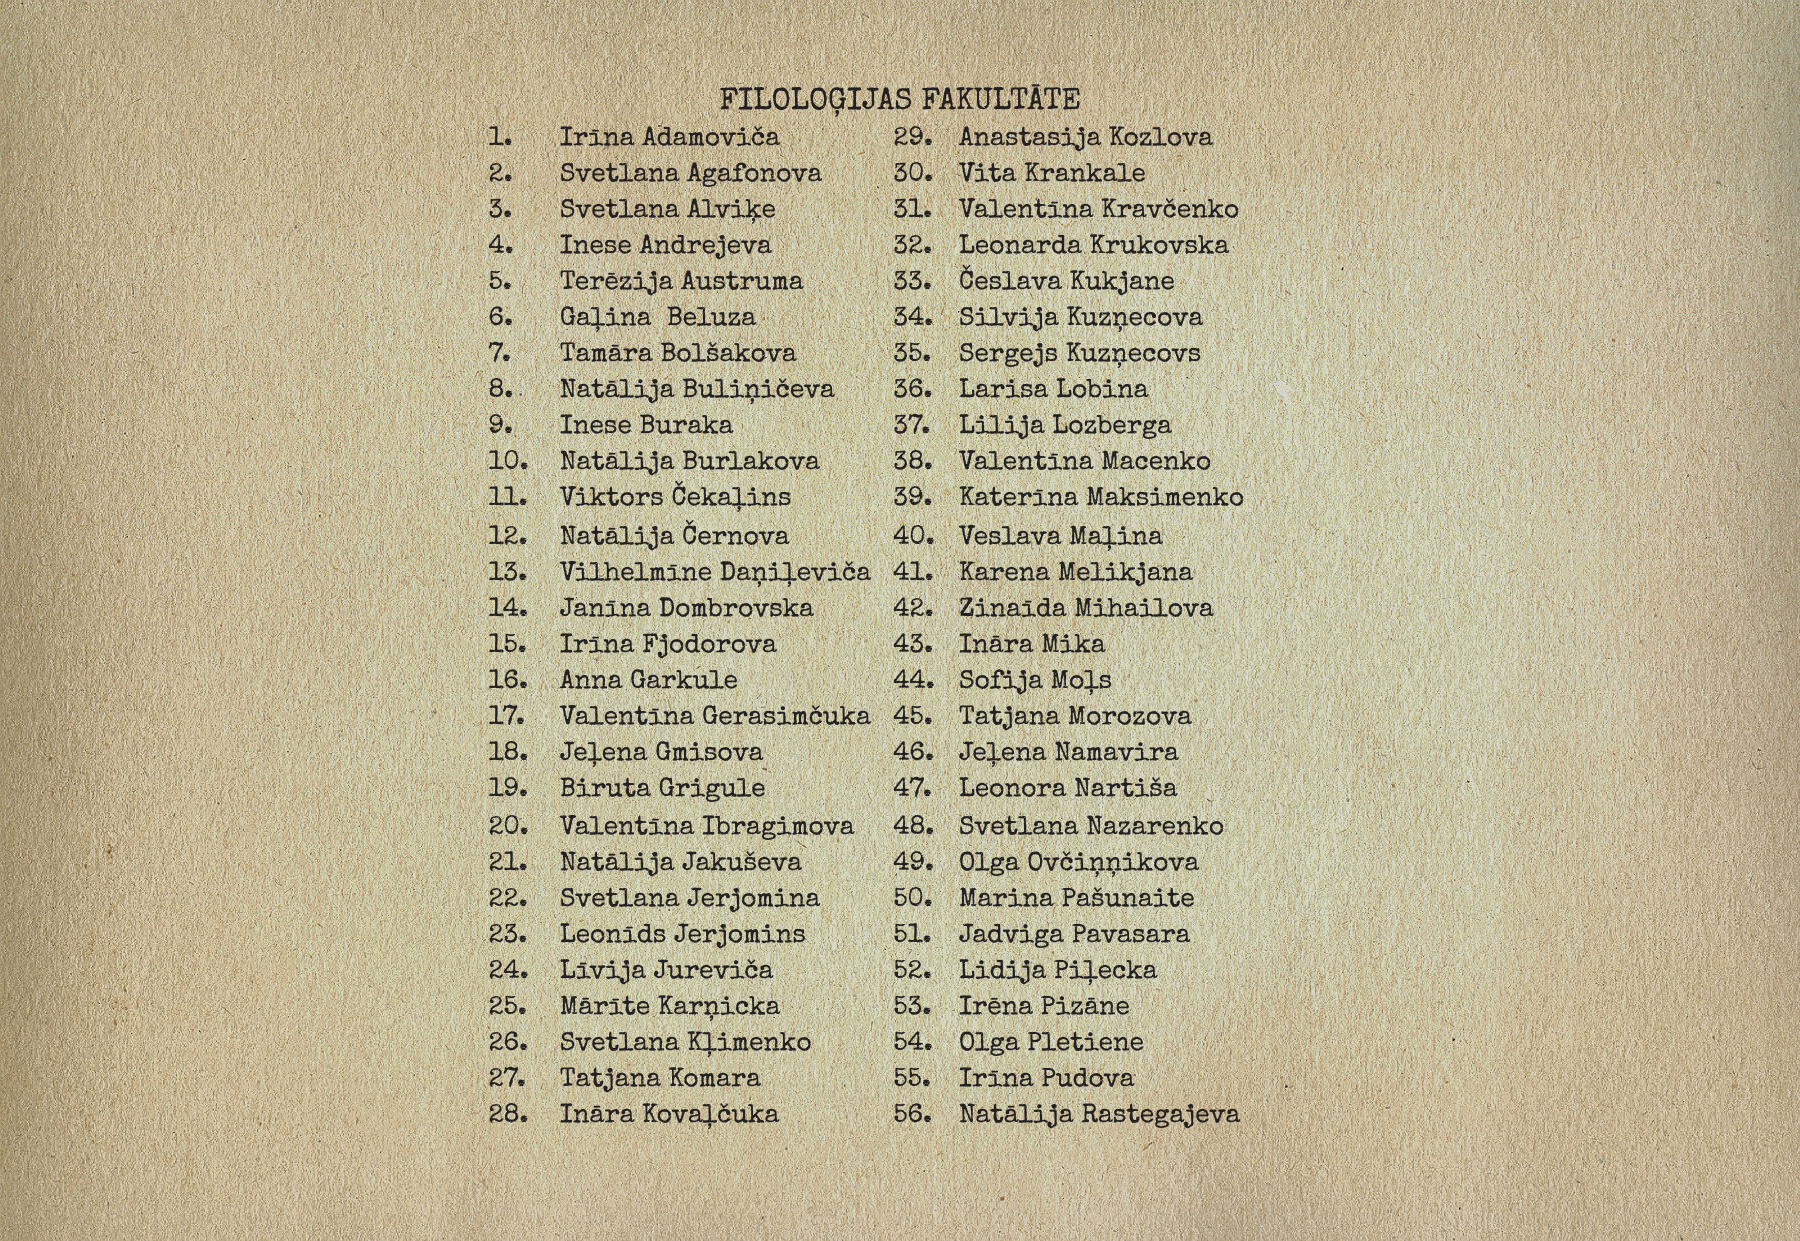 FILOLOĢIJAS FAKULTĀTE
1. Irīna Adamoviča
2. Svetlana Agafonova
3. Svetlana Alviķe
4. Inese Andrejeva
5. Terēzija Austruma
6. Gaļina Beluza
7. Tamāra Bolšakova
8. Natālija Buliņičeva
9. Inese Buraka
10. Natālija Burlakova
11. Viktors Čekaļins
12. Natālija Černova
13. Vilhelmīne Daņiļeviča
14. Janīna Dombrovska
15. Irīna Fjodorova
16. Anna Garkule
17. Valentīna Gerasimčuka
18. Jeļena Gmisova
19. Biruta Grigule
20. Valentīna Ibragimova
21. Natālija Jakuševa
22. Svetlana Jerjomina
23. Leonīds Jerjomins
24. Līvija Jureviča
25. Mārīte Karņicka
26. Svetlana Kļimenko
27. Tatjana Komara
28. Ināra Kovaļčuka
29. Anastasija Kozlova
30. Vita Krankale
31. Valentīna Kravčenko
32. Leonarda Krukovska
33. Česlava Kukjane
34. Silvija Kuzņecova
35. Sergejs Kuzņecovs
36. Larisa Lobina
37. Lilija Lozberga
38. Valentīna Macenko
39. Katerīna Maksimenko
40. Veslava Maļina
41. Karena Melikjana
42. Zinaīda Mihailova
43. Ināra Mika
44. Sofija Moļs
45. Tatjana Morozova
46. Jeļena Namavira
47. Leonora Nartiša
48. Svetlana Nazarenko
49. Olga Ovčiņņikova
50. Marina Pašunaite
51. Jadviga Pavasara
52. Lidija Piļecka
53. Irēna Pizāne
54. Olga Pletiene
55. Irīna Pudova
56. Natālija Rastegajeva